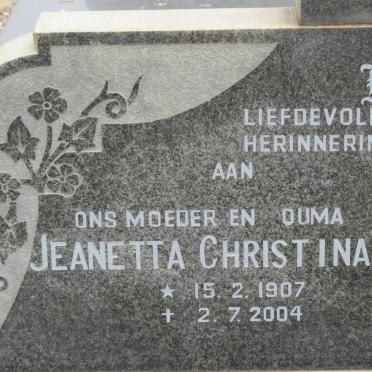 LIEFDEVOL
HERINNERIN
AAN
ONS MOEDER EN OUMA
JEANETTA CHRISTINA
★ 15. 2. 1907
✝ 2. 7. 2004